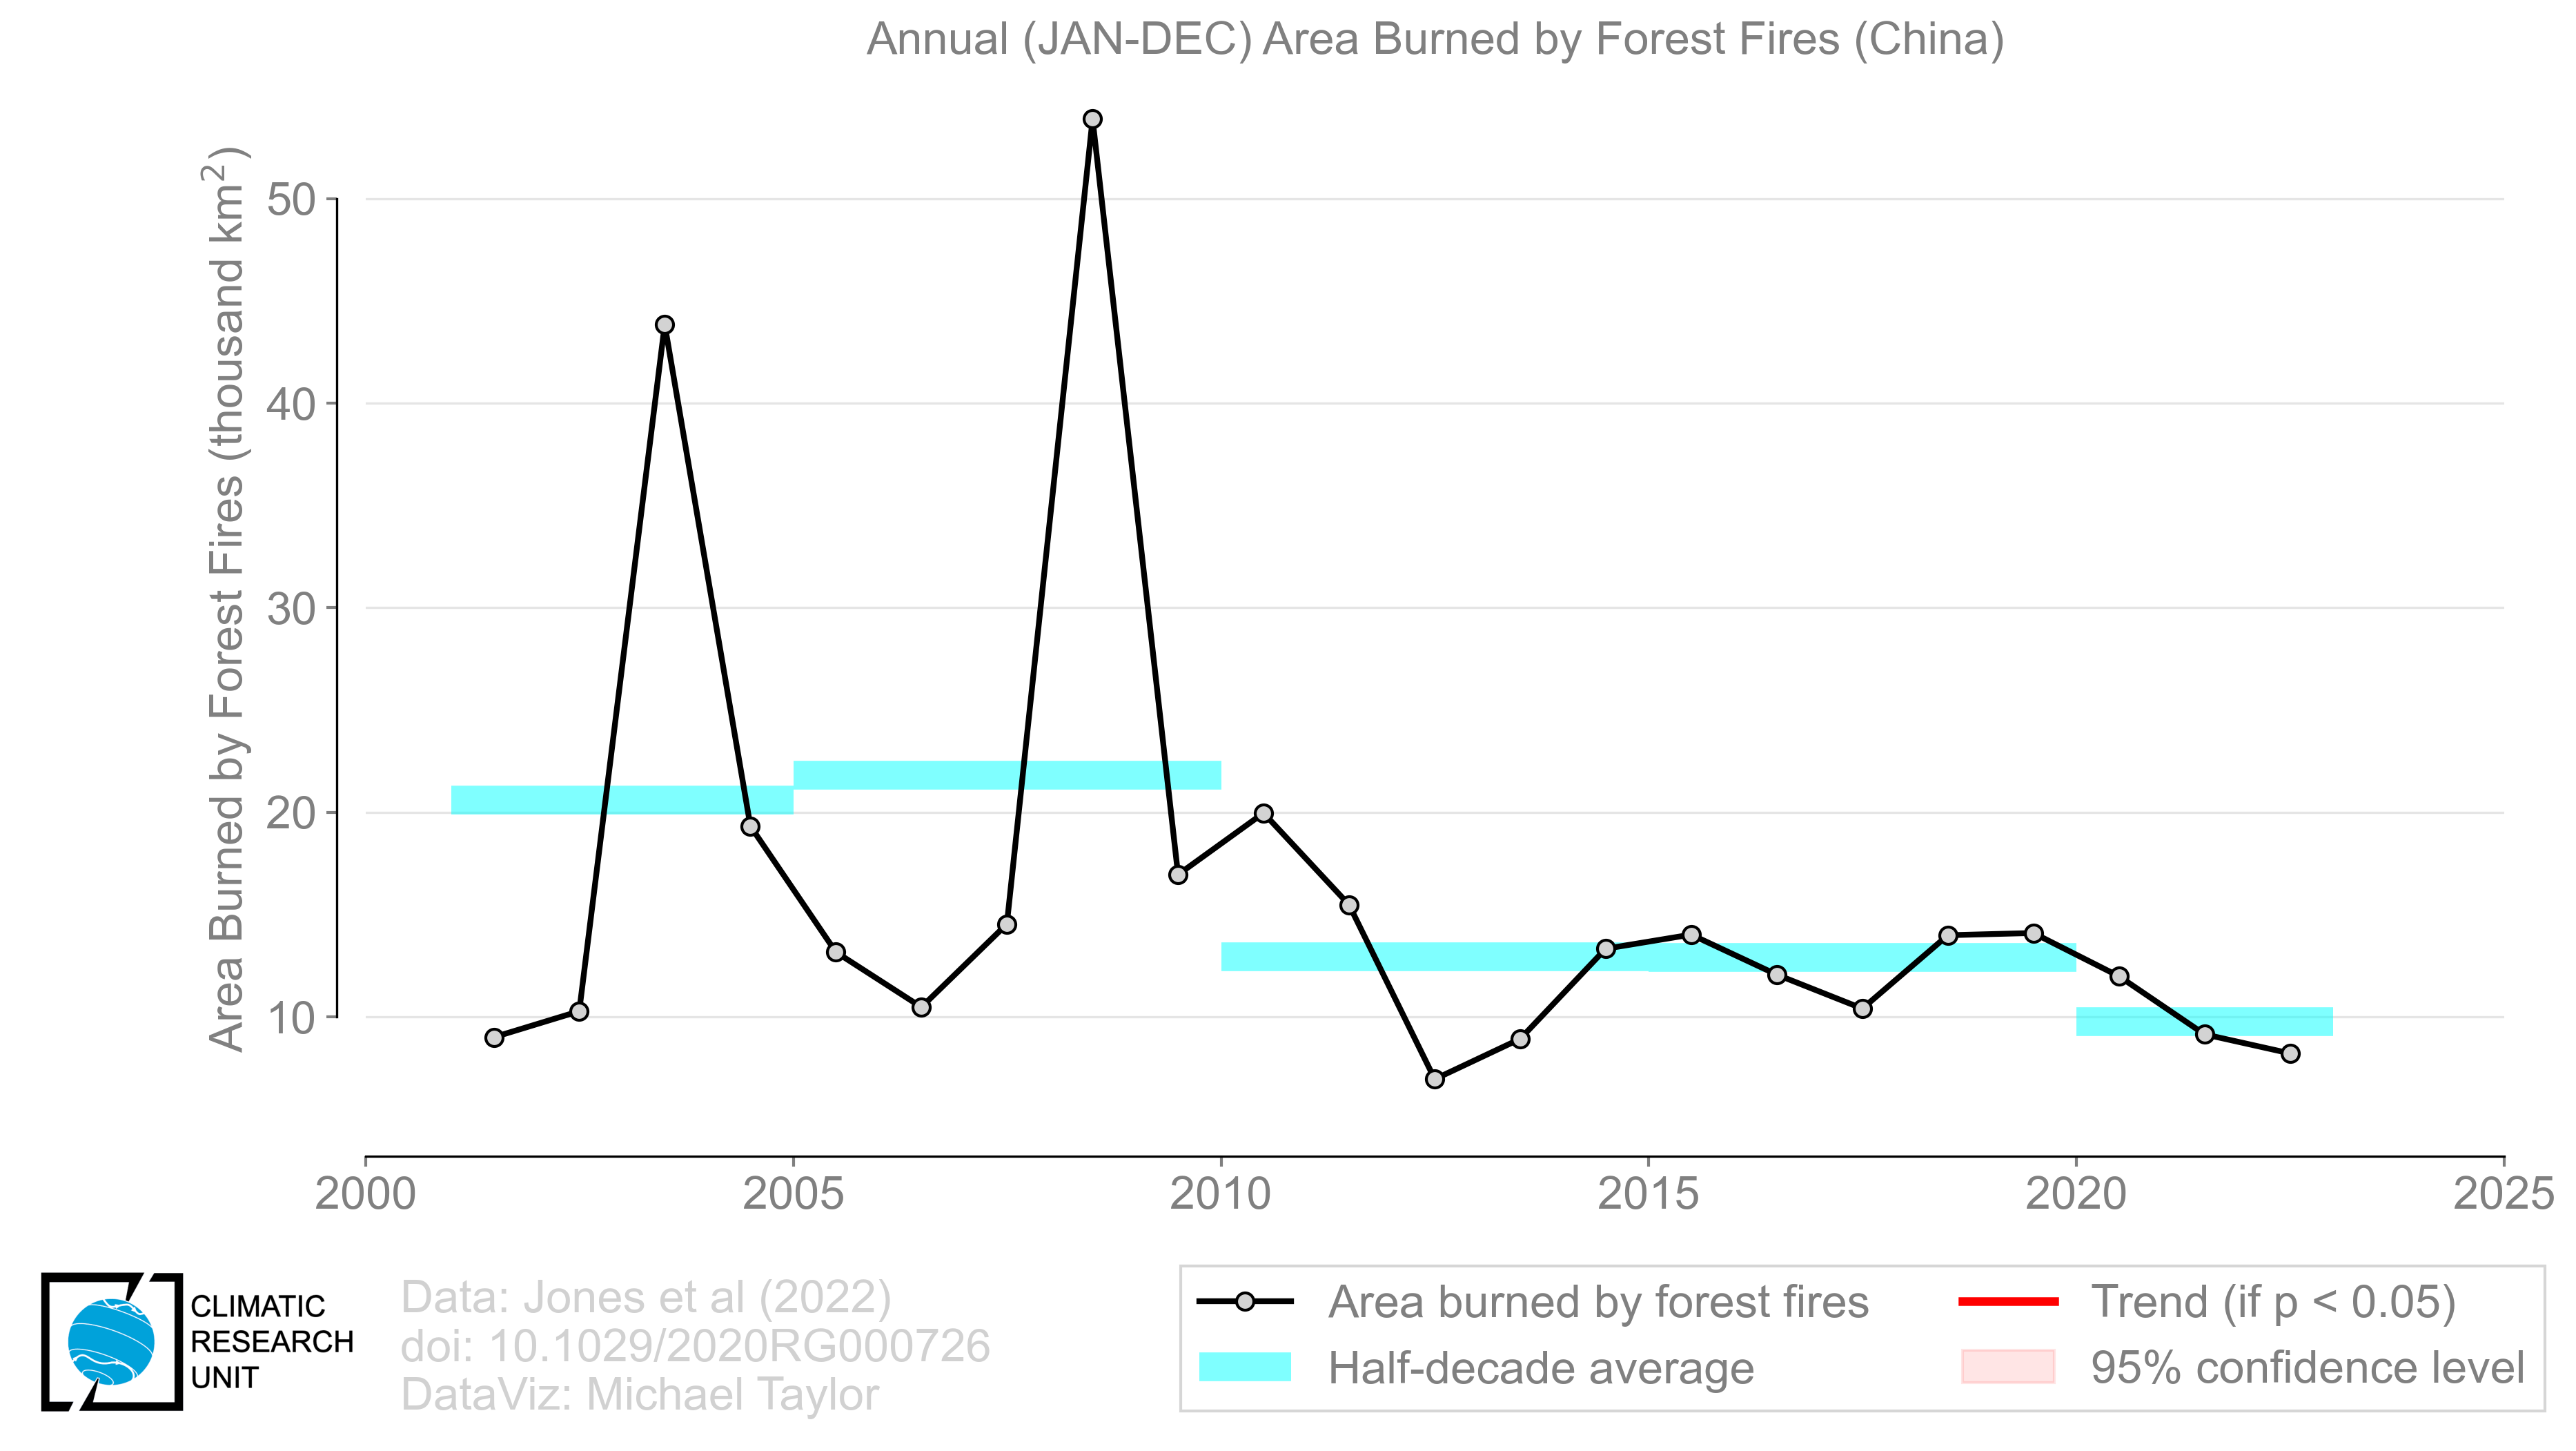 Annual (JAN-DEC) Area Burned by Forest Fires (China)
Area Burned by Forest Fires (thousand km²)
50
40
30
20
10
2000
2005
2010
2015
2020
2025
CLIMATIC
RESEARCH
UNIT
Data: Jones et al (2022)
doi: 10.1029/2020RG000726
DataViz: Michael Taylor
Area burned by forest fires
Half-decade average
Trend (if p < 0.05)
95% confidence level